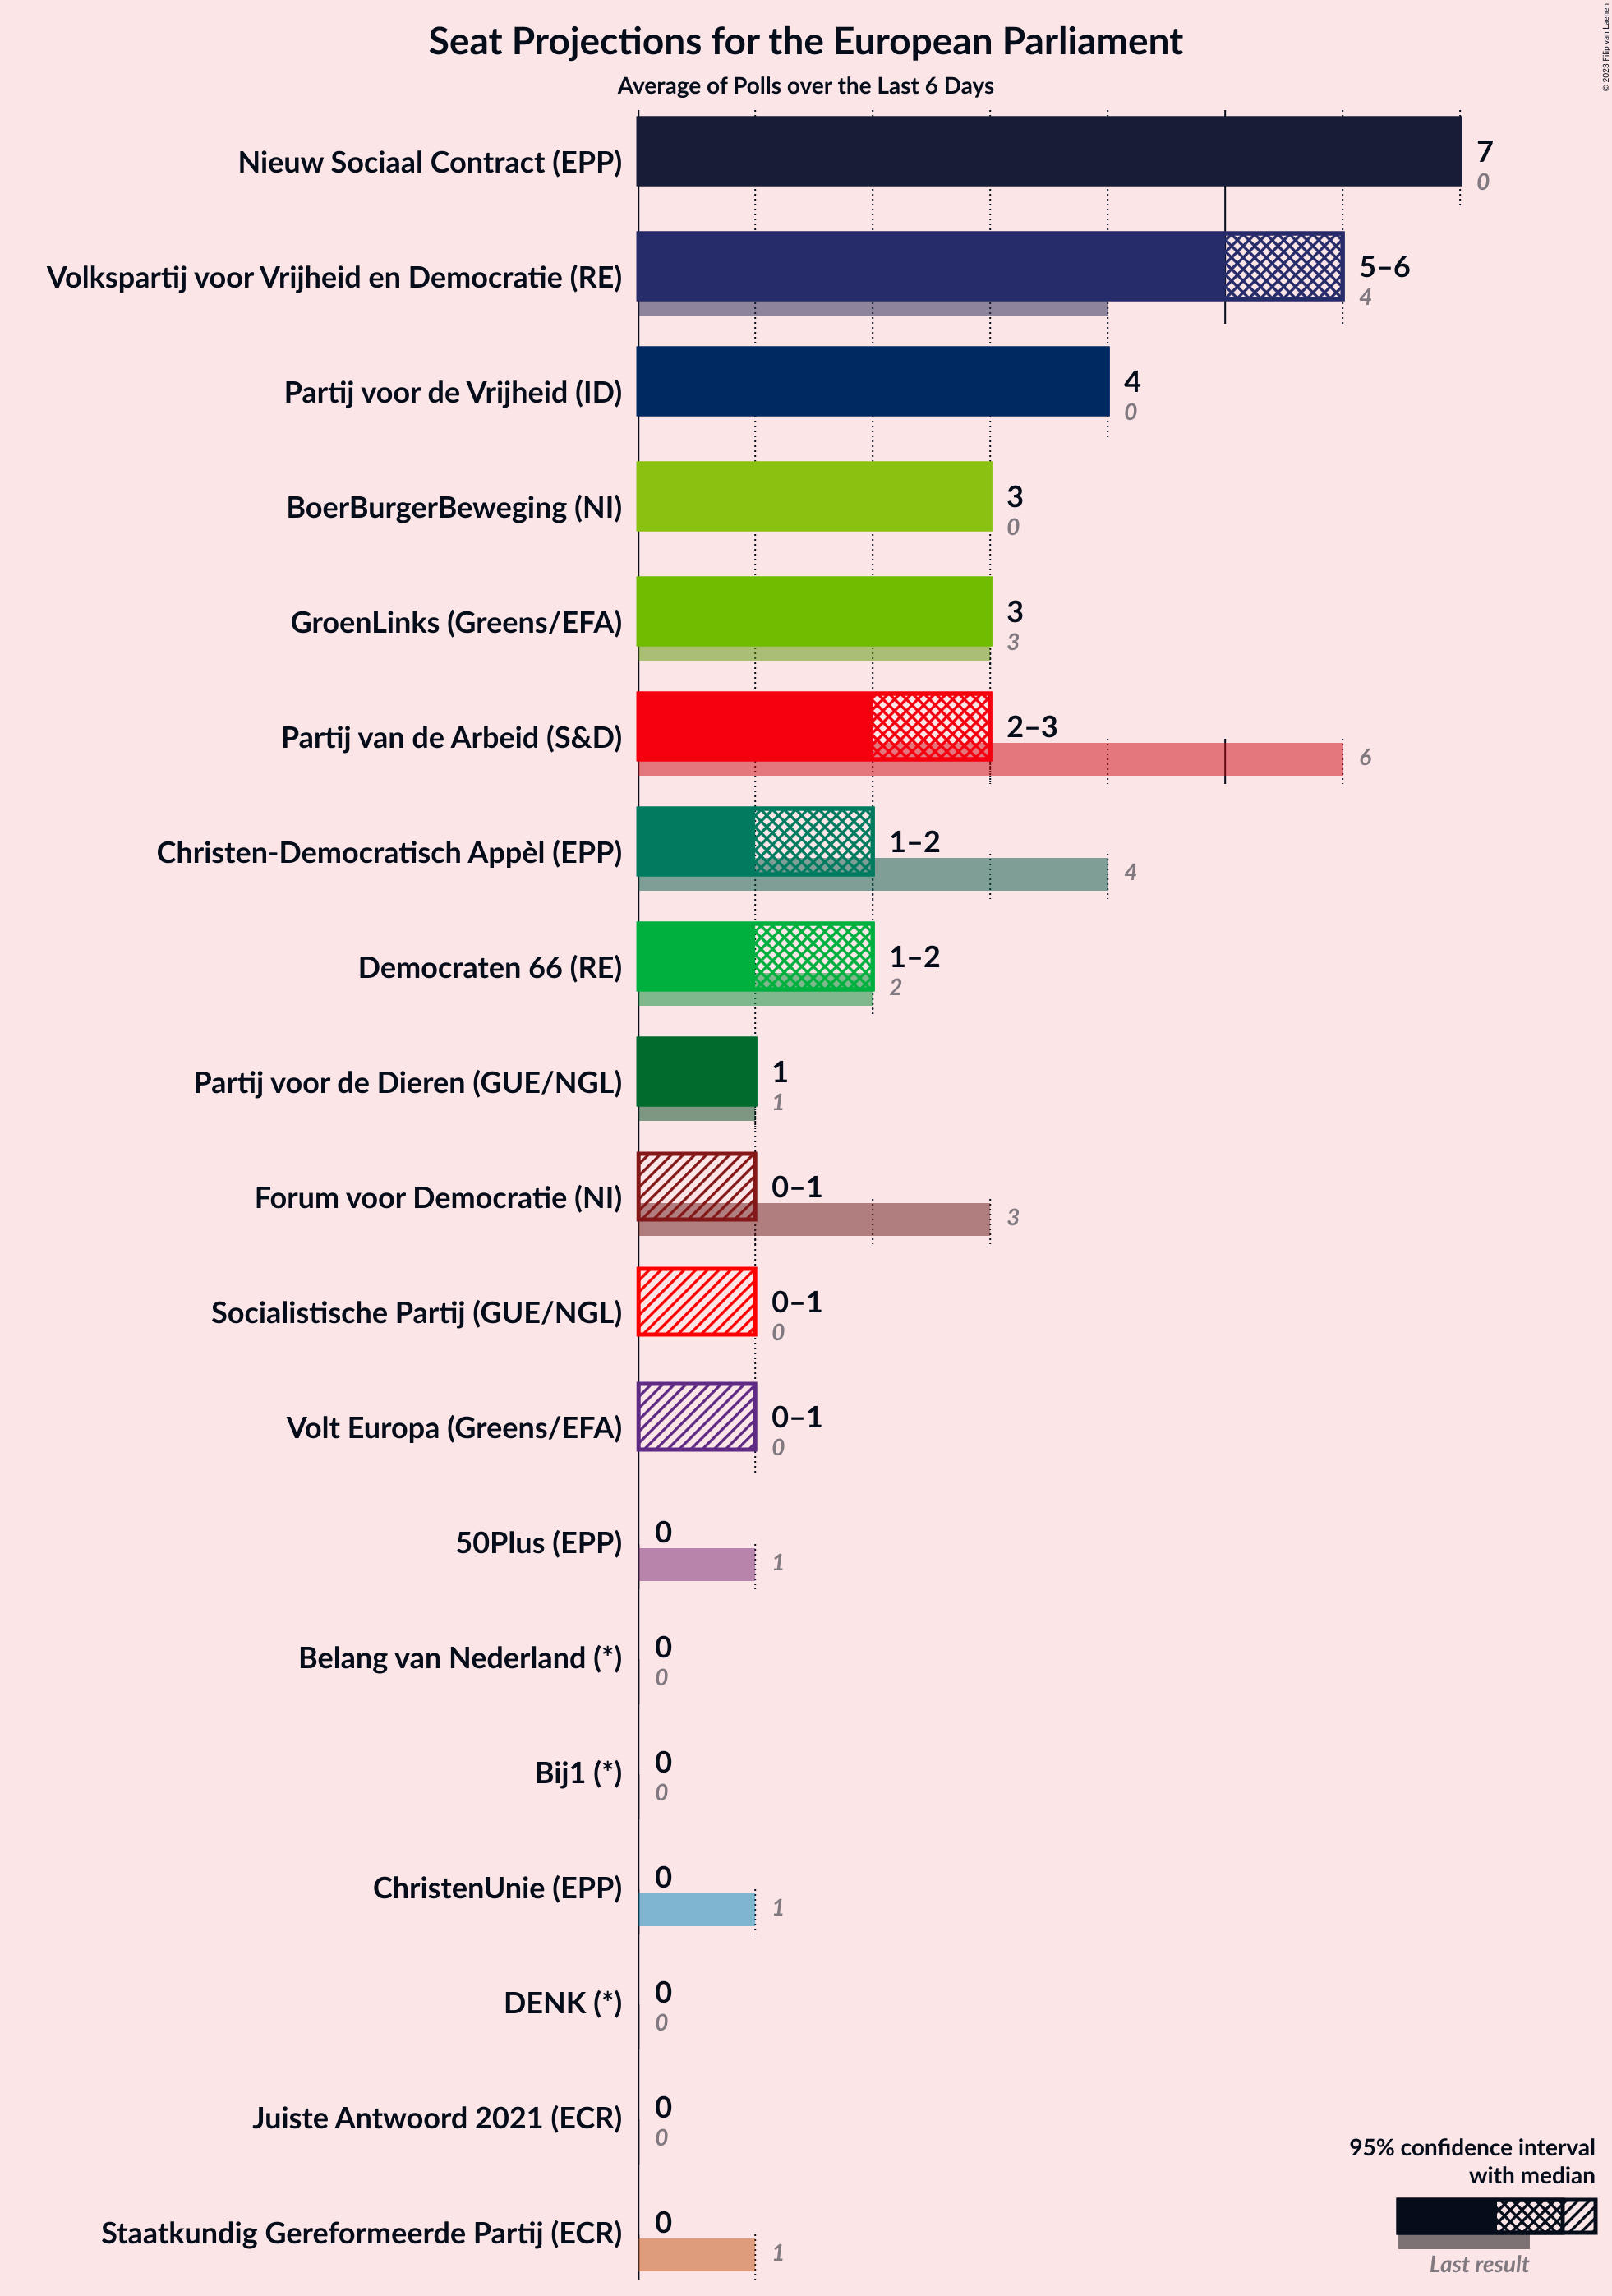 Seat Projections for the European Parliament
Average of Polls over the Last 6 Days
© 2023 Filip van Laenen
Nieuw Sociaal Contract (EPP)
7
0
Volkspartij voor Vrijheid en Democratie (RE)
5–6
4
Partij voor de Vrijheid (ID)
4
0
BoerBurgerBeweging (NI)
3
0
GroenLinks (Greens/EFA)
3
3
Partij van de Arbeid (S&D)
2–3
6
Christen-Democratisch Appèl (EPP)
1–2
4
Democraten 66 (RE)
1–2
2
Partij voor de Dieren (GUE/NGL)
1
1
Forum voor Democratie (NI)
0–1
3
Socialistische Partij (GUE/NGL)
0–1
0
Volt Europa (Greens/EFA)
0–1
0
50Plus (EPP)
0
1
Belang van Nederland (*)
0
0
Bij1 (*)
0
0
ChristenUnie (EPP)
0
1
DENK (*)
0
0
Juiste Antwoord 2021 (ECR)
0
0
Staatkundig Gereformeerde Partij (ECR)
0
1
95% confidence interval
with median
Last result